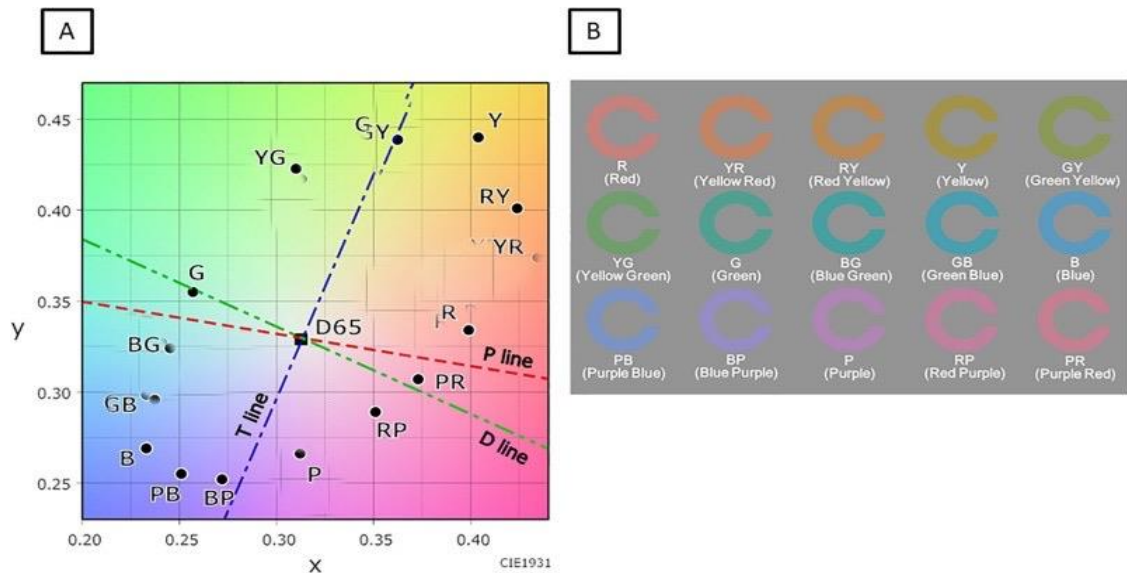 A
B
0.45
0.40
0.35
0.30
0.25
y
0.20
0.25
0.30
0.35
0.40
x
CIE1931
GY
Y
YG
RY
YR
G
R
D65
BG
P line
PR
GB
T line
RP
D line
B
P
PB
BP
R
(Red)
YR
(Yellow Red)
RY
(Red Yellow)
Y
(Yellow)
GY
(Green Yellow)
YG
(Yellow Green)
G
(Green)
BG
(Blue Green)
GB
(Green Blue)
B
(Blue)
PB
(Purple Blue)
BP
(Blue Purple)
P
(Purple)
RP
(Red Purple)
PR
(Purple Red)